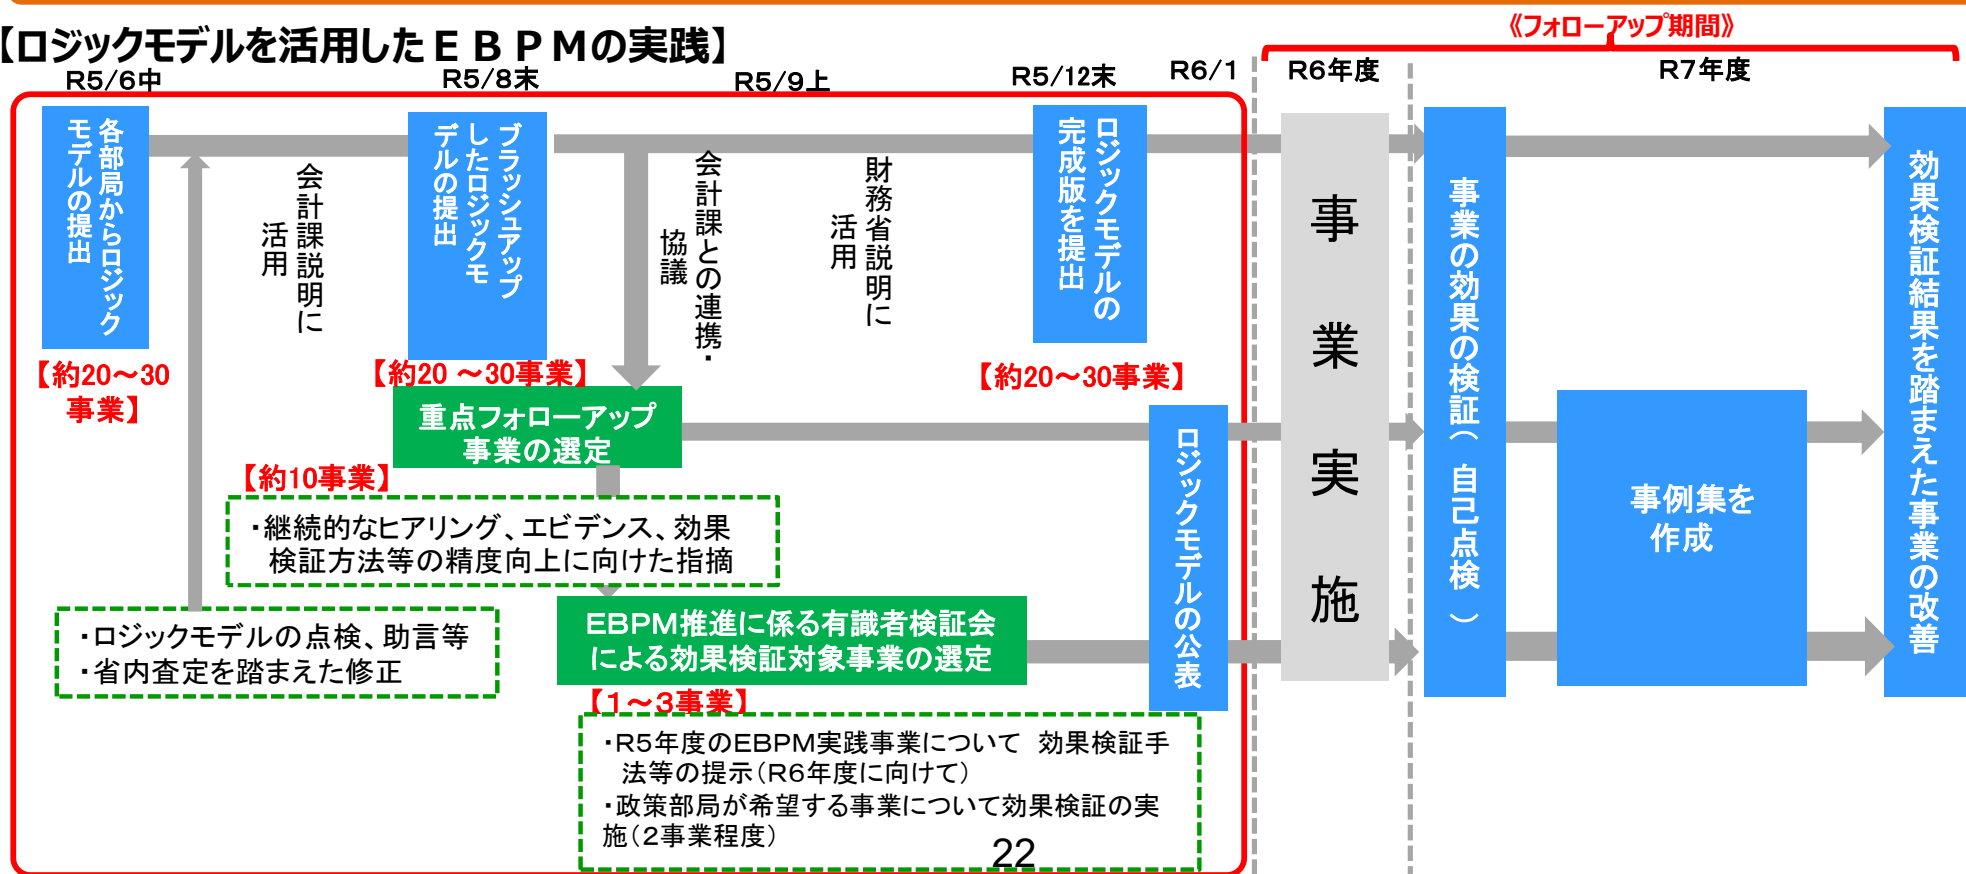 《フォローアップ期間》
【ロジックモデルを活用したＥＢＰＭの実践】
R5/6中
R5/8末
R5/9上
R5/12末
R6/1
R6年度
R7年度
各部局からロジック
モデルの提出
会計課説明に
活用
ブラッシュアップ
したロジックモ
デルの提出
会計課との連携・
協議
財務省説明に
活用
ロジックモデルの
完成版を提出
事業実施
事業の効果の検証(自己点検)
効果検証結果を踏まえた事業の改善
【約20～30
事業】
【約20 ～30事業】
【約20～30事業】
重点フォローアップ
事業の選定
【約10事業】
・継続的なヒアリング、エビデンス、効果
検証方法等の精度向上に向けた指摘
ロジックモデルの公表
事例集を
作成
・ロジックモデルの点検、助言等
・省内査定を踏まえた修正
EBPM推進に係る有識者検証会
による効果検証対象事業の選定
【１～３事業】
・R5年度のEBPM実践事業について　効果検証手
法等の提示(R6年度に向けて)
・政策部局が希望する事業について効果検証の実
施(２事業程度)
22